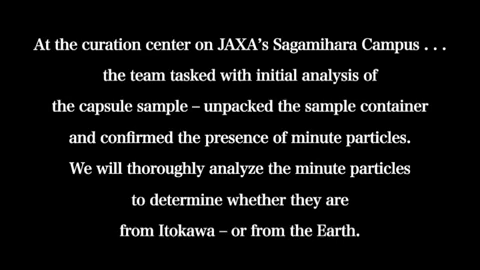 At the curation center on JAXA’s Sagamihara Campus . . .
the team tasked with initial analysis of
the capsule sample – unpacked the sample container
and confirmed the presence of minute particles.
We will thoroughly analyze the minute particles
to determine whether they are
from Itokawa – or from the Earth.